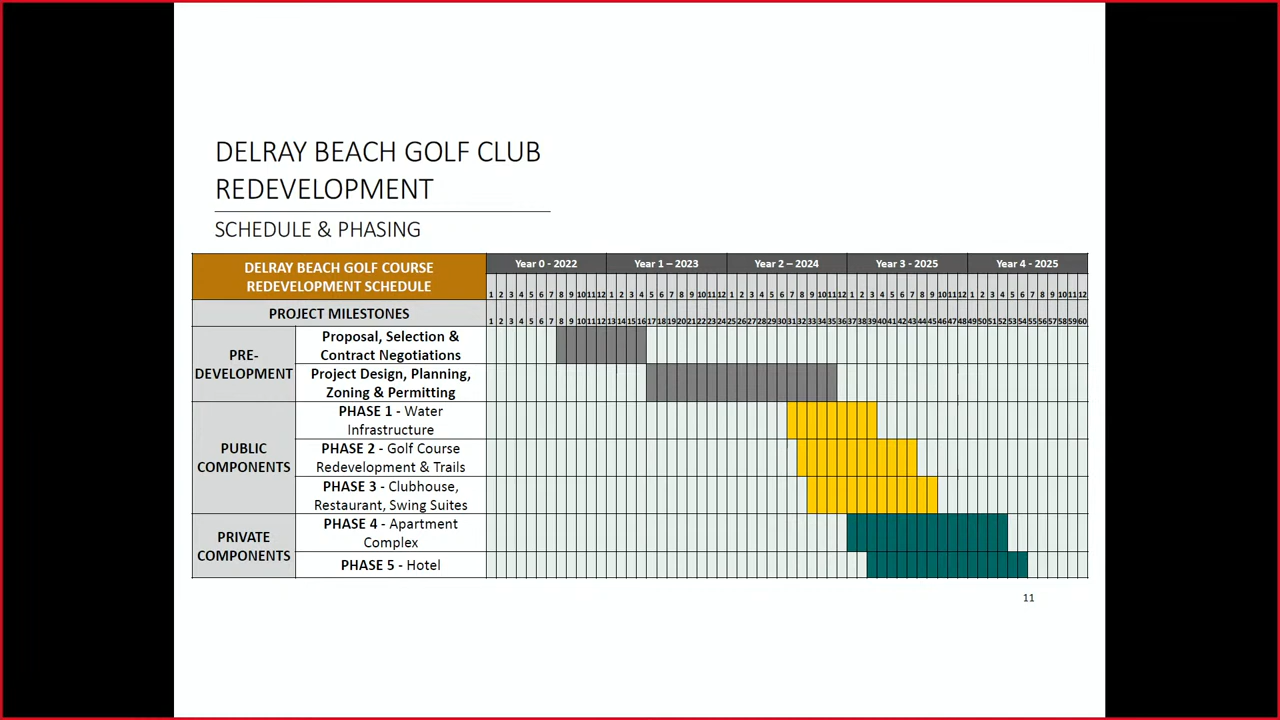 DELRAY BEACH GOLF CLUB
REDEVELOPMENT
SCHEDULE & PHASING
DELRAY BEACH GOLF COURSE
REDEVELOPMENT SCHEDULE
Year 0 - 2022 Year 1 – 2023 Year 2 – 2024 Year 3 - 2025 Year 4 - 2025
1 2 3 4 5 6 7 8 9 10 11 12 1 2 3 4 5 6 7 8 9 10 11 12 1 2 3 4 5 6 7 8 9 10 11 12 1 2 3 4 5 6 7 8 9 10 11 12 1 2 3 4 5 6 7 8 9 10 11 12
PROJECT MILESTONES
1 2 3 4 5 6 7 8 9 10 11 12 13 14 15 16 17 18 19 20 21 22 23 24 25 26 27 28 29 30 31 32 33 34 35 36 37 38 39 40 41 42 43 44 45 46 47 48 49 50 51 52 53 54 55 56 57 58 59 60
PRE-
DEVELOPMENT
Proposal, Selection &
Contract Negotiations
Project Design, Planning,
Zoning & Permitting
PUBLIC
COMPONENTS
PHASE 1 - Water
Infrastructure
PHASE 2 - Golf Course
Redevelopment & Trails
PHASE 3 - Clubhouse,
Restaurant, Swing Suites
PRIVATE
COMPONENTS
PHASE 4 - Apartment
Complex
PHASE 5 - Hotel
11